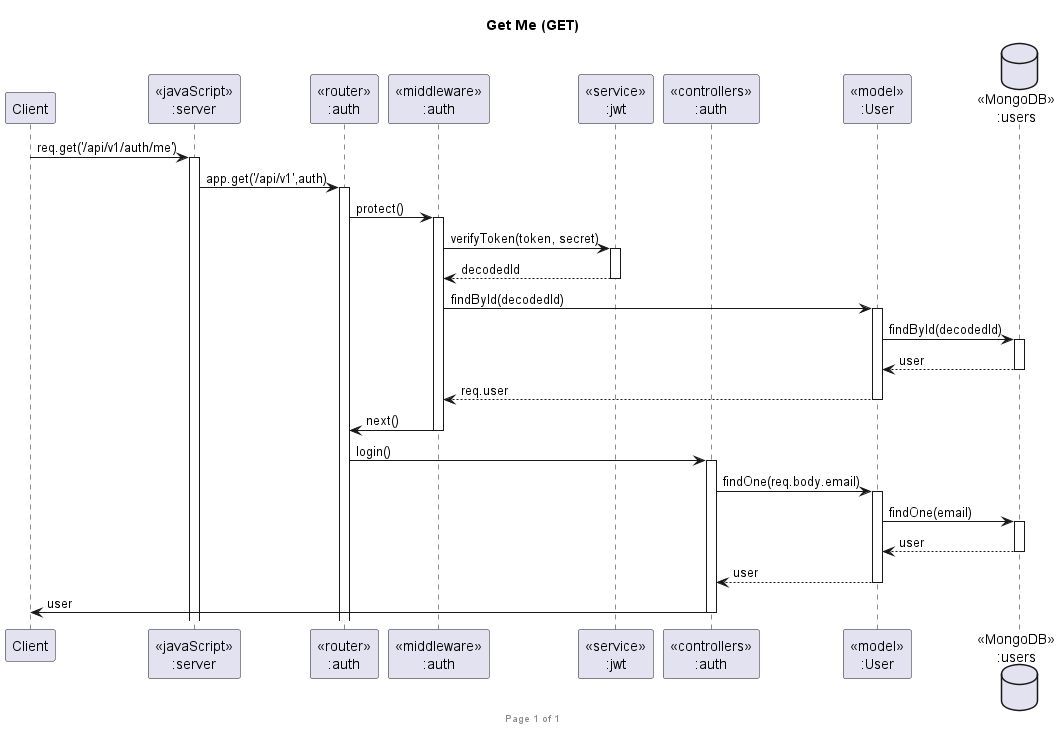 Get Me (GET)
Client
«javaScript»
:server
«router»
:auth
«middleware»
:auth
«service»
:jwt
«controllers»
:auth
«model»
:User
«MongoDB»
:users
req.get('/api/v1/auth/me')
app.get('/api/v1',auth)
protect()
verifyToken(token, secret)
decodedId
findById(decodedId)
findById(decodedId)
user
req.user
next()
login()
findOne(req.body.email)
findOne(email)
user
user
user
Client
«javaScript»
:server
«router»
:auth
«middleware»
:auth
«service»
:jwt
«controllers»
:auth
«model»
:User
«MongoDB»
:users
Page 1 of 1